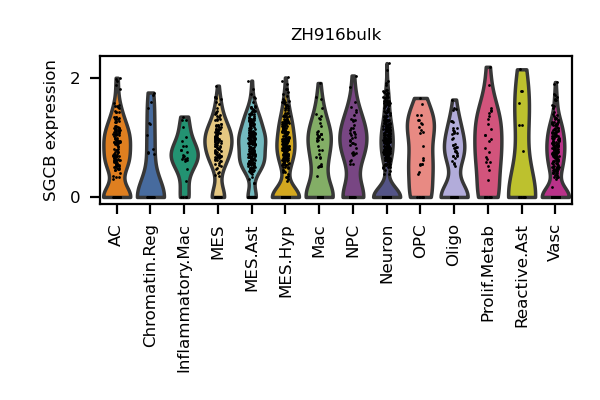 ZH916bulk
SGCB expression
2
0
AC
Chromatin.Reg
Inflammatory.Mac
MES
MES.Ast
MES.Hyp
Mac
NPC
Neuron
OPC
Oligo
Prolif.Metab
Reactive.Ast
Vasc